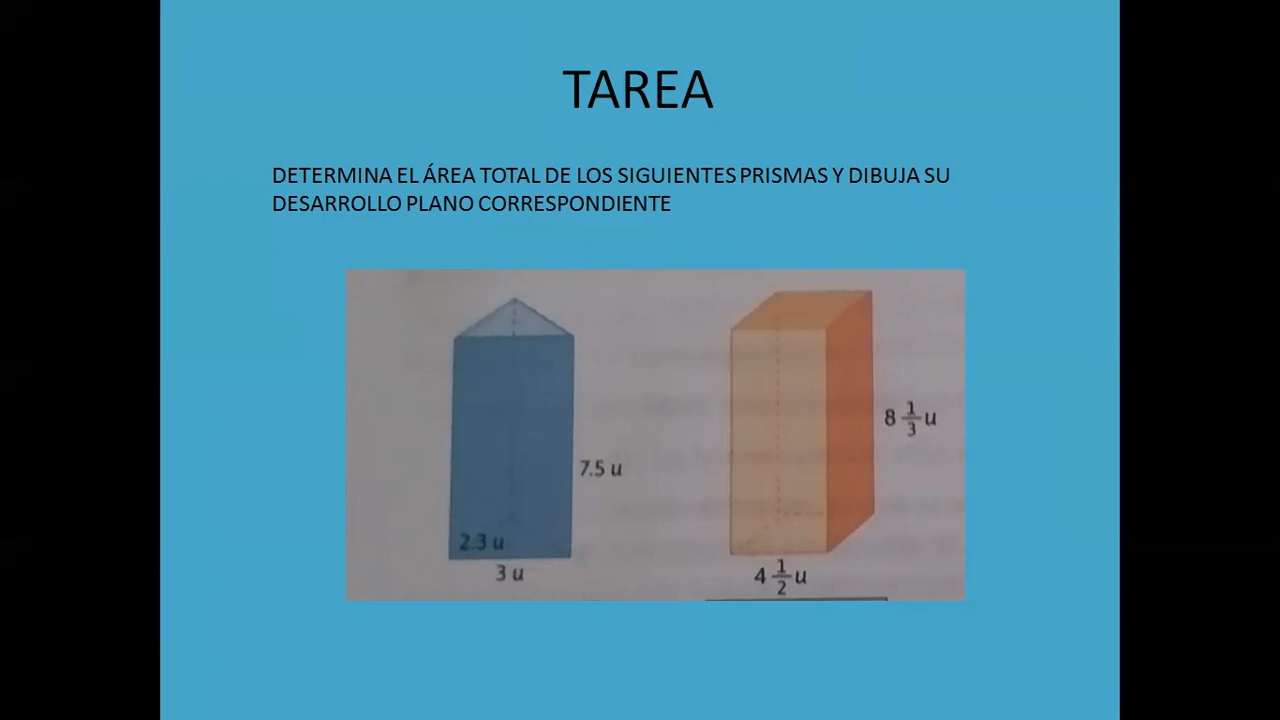 TAREA
DETERMINA EL ÁREA TOTAL DE LOS SIGUIENTES PRISMAS Y DIBUJA SU
DESARROLLO PLANO CORRESPONDIENTE
8 1/3 u
7.5 u
2.3 u
3 u
4 1/2 u